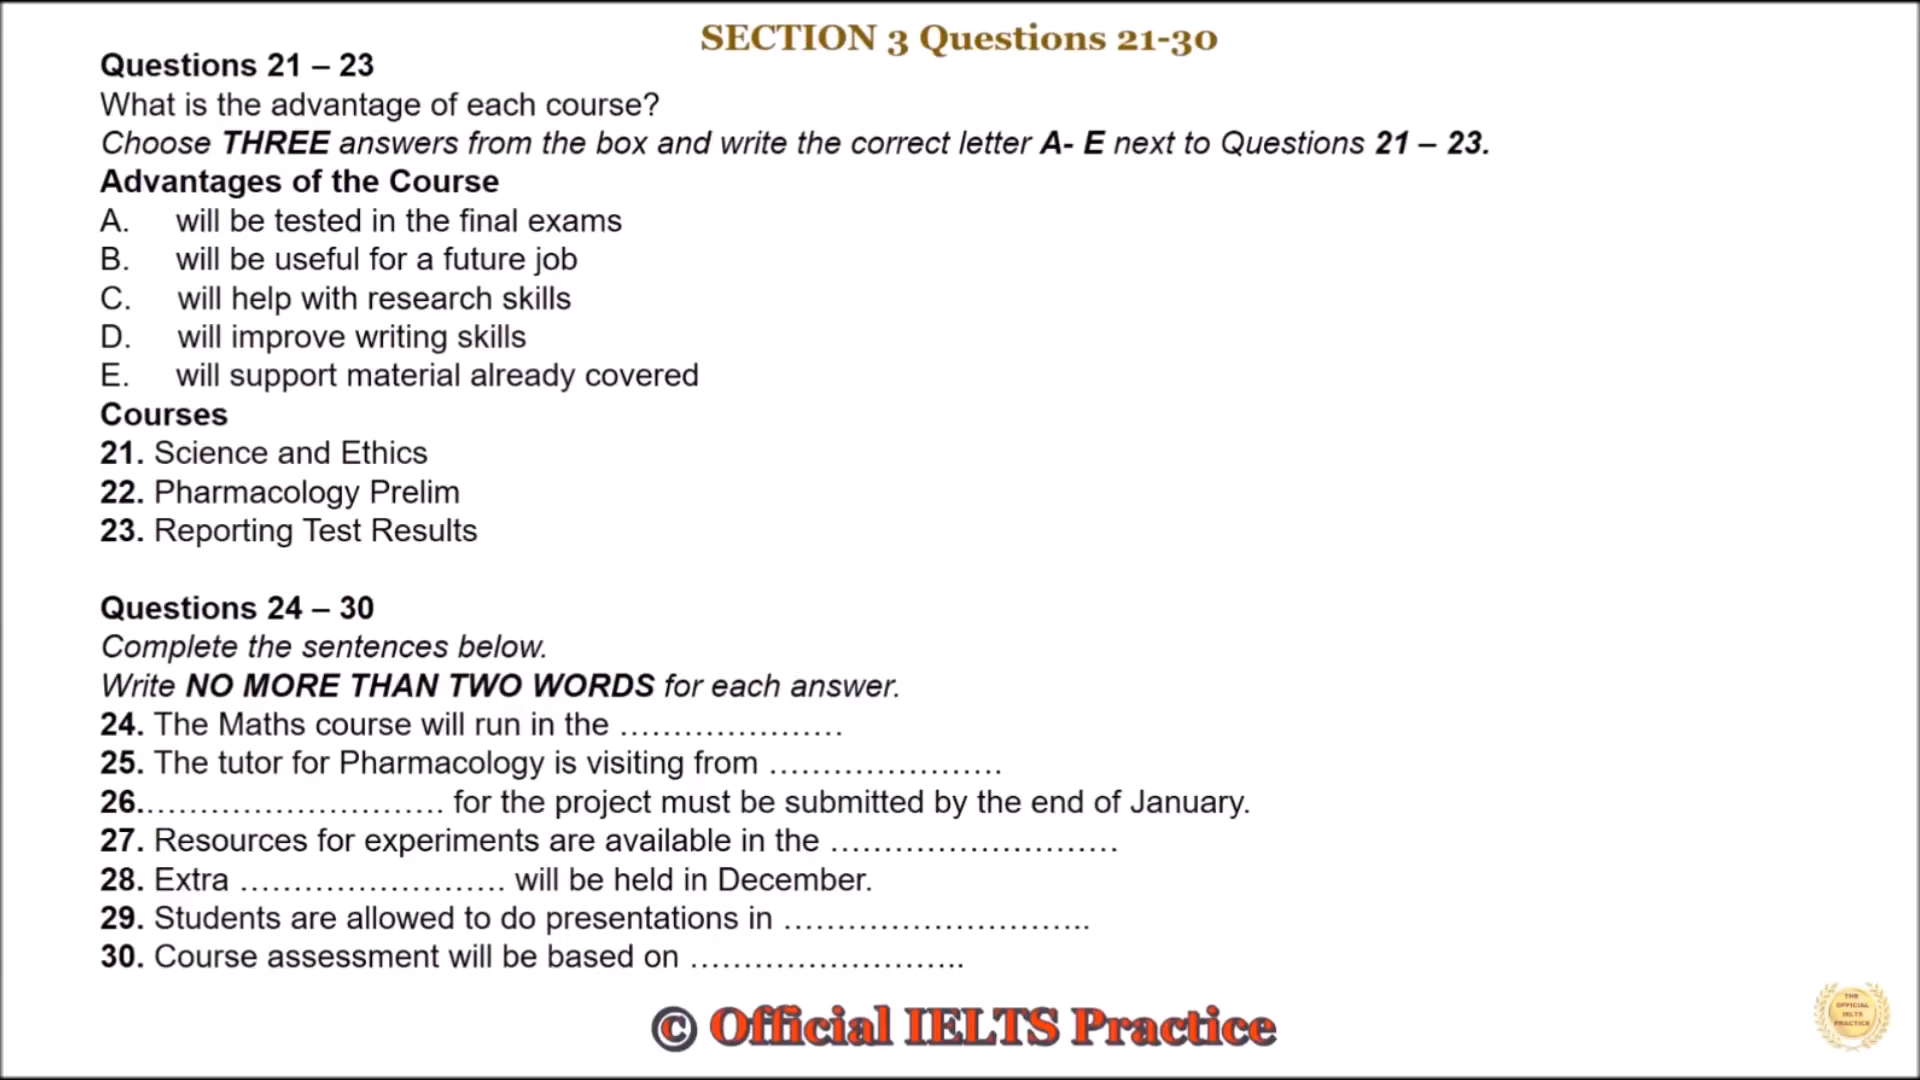 SECTION 3 Questions 21-30
Questions 21 – 23
What is the advantage of each course?
Choose THREE answers from the box and write the correct letter A- E next to Questions 21 – 23.
Advantages of the Course
A. will be tested in the final exams
B. will be useful for a future job
C. will help with research skills
D. will improve writing skills
E. will support material already covered
Courses
21. Science and Ethics
22. Pharmacology Prelim
23. Reporting Test Results
Questions 24 – 30
Complete the sentences below.
Write NO MORE THAN TWO WORDS for each answer.
24. The Maths course will run in the …………………
25. The tutor for Pharmacology is visiting from ………………….
26.………………………. for the project must be submitted by the end of January.
27. Resources for experiments are available in the ………………………
28. Extra ……………………. will be held in December.
29. Students are allowed to do presentations in ………………………..
30. Course assessment will be based on ……………………..
© Official IELTS Practice
THE
OFFICIAL
IELTS
PRACTICE